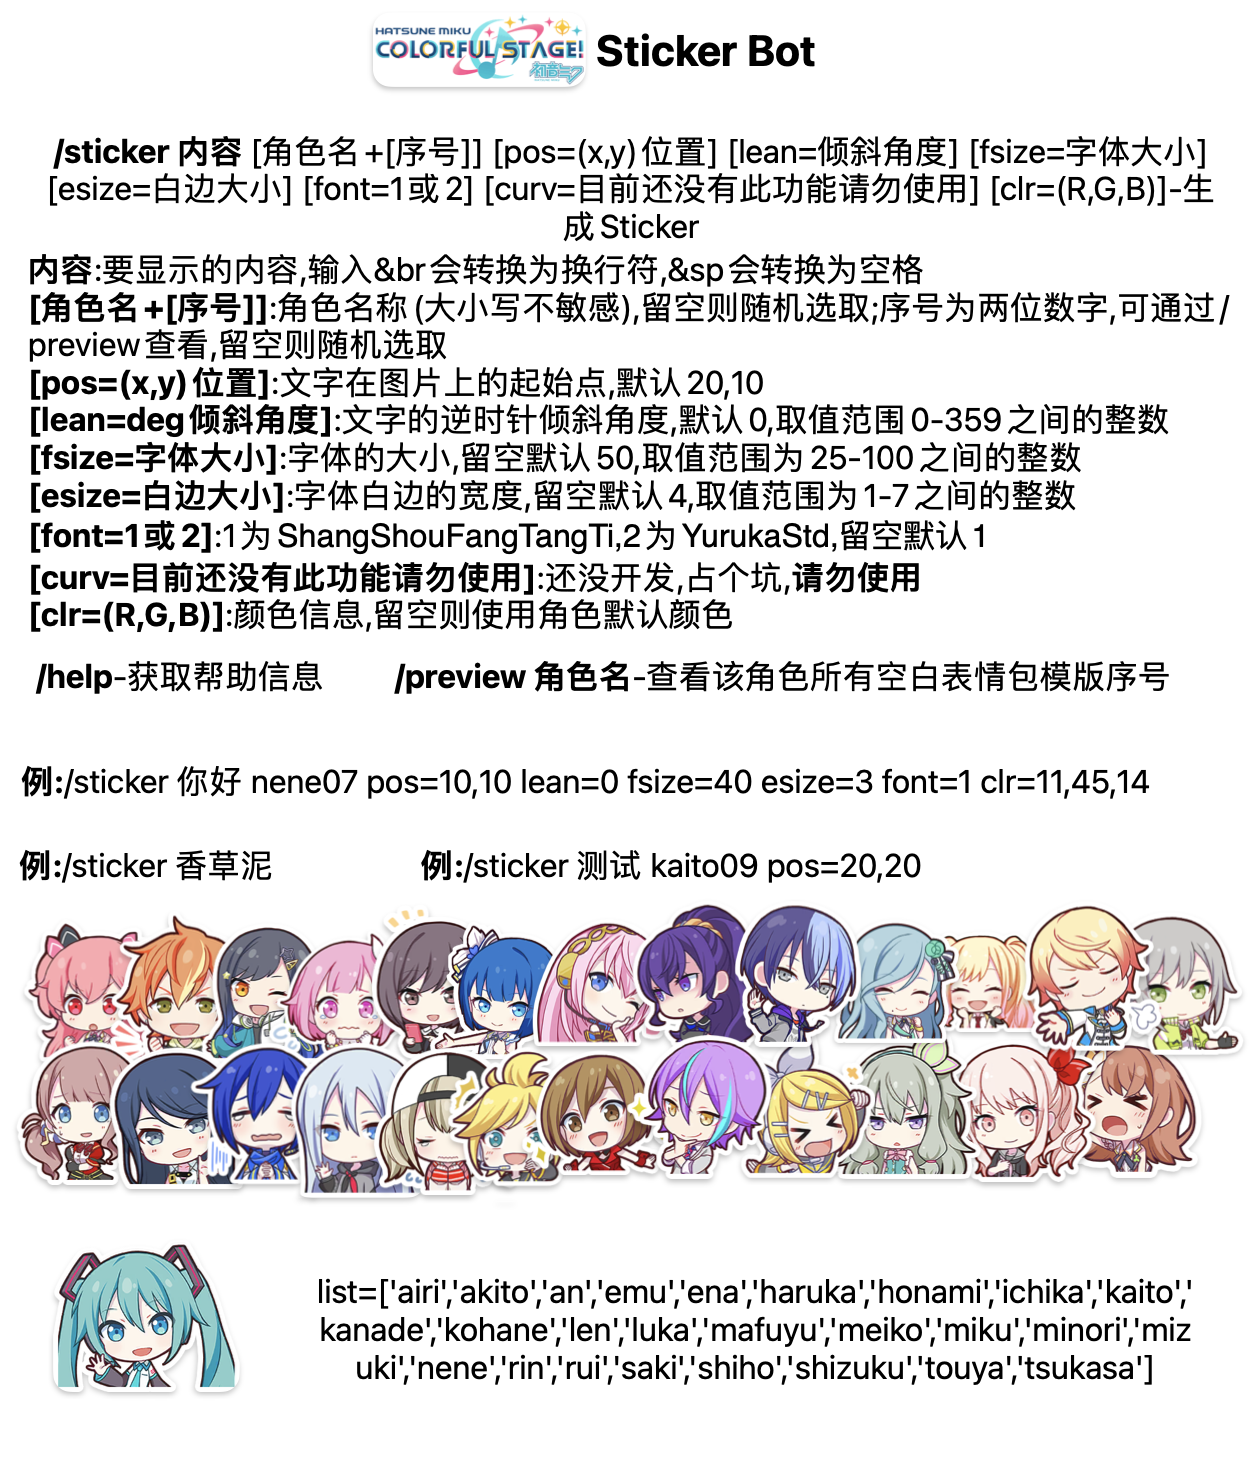 HATSUNE MIKU
COLORFUL STAGE!
初音ミク
Sticker Bot
/sticker 内容 [角色名+[序号]] [pos=(x,y)位置] [lean=倾斜角度] [fsize=字体大小]
[esize=白边大小] [font=1或2] [curv=目前还没有此功能请勿使用] [clr=(R,G,B)]-生
成Sticker
内容:要显示的内容,输入&br会转换为换行符,&sp会转换为空格
[角色名+[序号]]:角色名称(大小写不敏感),留空则随机选取;序号为两位数字,可通过/
preview查看,留空则随机选取
[pos=(x,y)位置]:文字在图片上的起始点,默认20,10
[lean=deg倾斜角度]:文字的逆时针倾斜角度,默认0,取值范围0-359之间的整数
[fsize=字体大小]:字体的大小,留空默认50,取值范围为25-100之间的整数
[esize=白边大小]:字体白边的宽度,留空默认4,取值范围为1-7之间的整数
[font=1或2]:1为ShangShouFangTangTi,2为YurukaStd,留空默认1
[curv=目前还没有此功能请勿使用]:还没开发,占个坑,请勿使用
[clr=(R,G,B)]:颜色信息,留空则使用角色默认颜色
/help-获取帮助信息 /preview 角色名-查看该角色所有空白表情包模版序号
例:/sticker 你好 nene07 pos=10,10 lean=0 fsize=40 esize=3 font=1 clr=11,45,14
例:/sticker 香草泥 例:/sticker 测试 kaito09 pos=20,20
list=['airi','akito','an','emu','ena','haruka','honami','ichika','kaito','
kanade','kohane','len','luka','mafuyu','meiko','miku','minori','miz
uki','nene','rin','rui','saki','shiho','shizuku','touya','tsukasa']